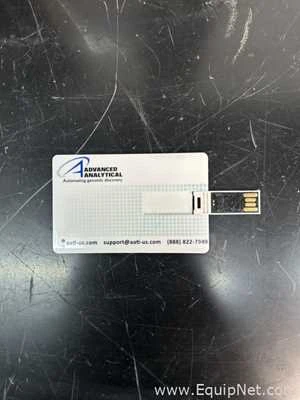 ADVANCED
ANALYTICAL
Automating genomic discovery
aati-us.com support@aati-us.com (888) 822-7949
www.EquipNet.com